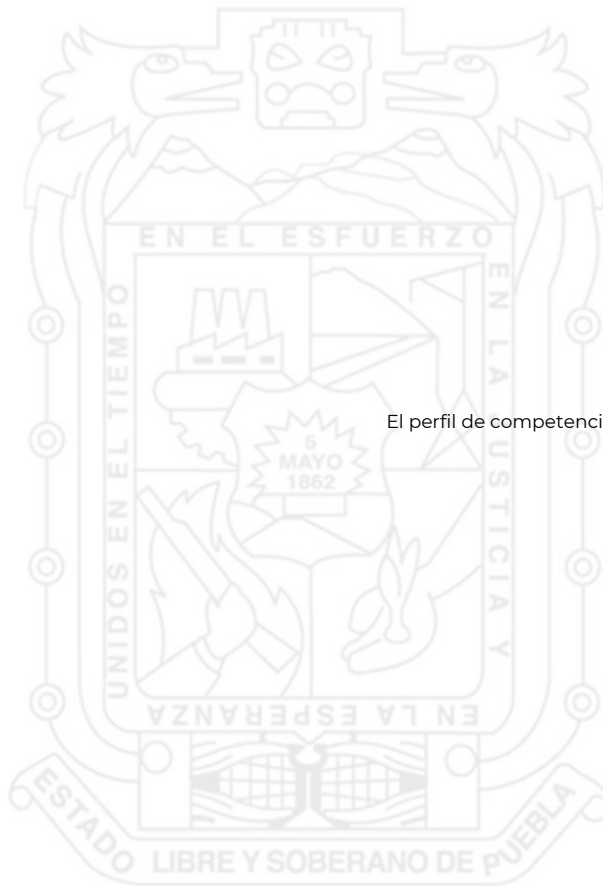 EN EL ESFUERZO
EN LA JUSTICIA Y
UNIDOS EN EL TIEMPO
El perfil de competenci
5
MAYO
1862
EN LA ESPERANZA
ESTADO LIBRE Y SOBERANO DE PUEBLA